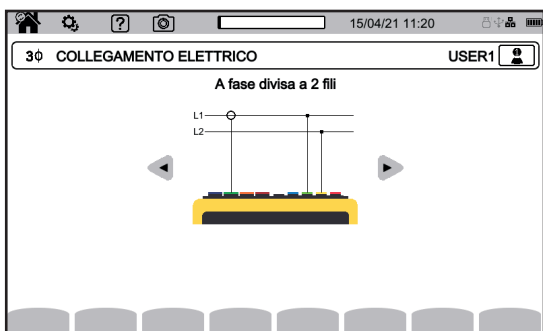 ?
15/04/21 11:20
3ϕ COLLEGAMENTO ELETTRICO USER1
A fase divisa a 2 fili
L1
L2